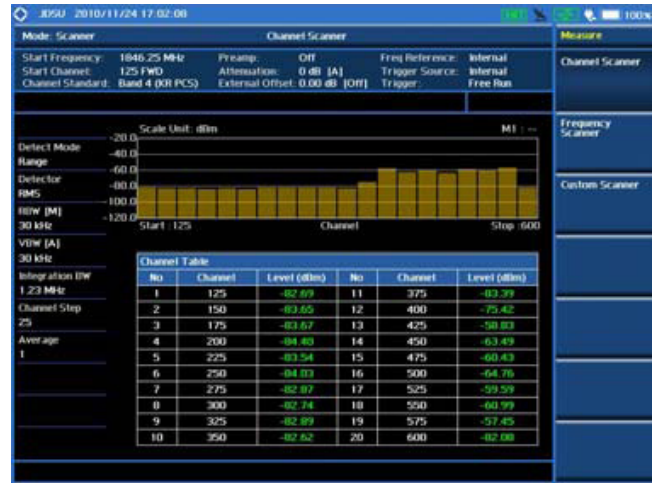 JDSU 2010/11/24 17:02:08
100%
Mode: Scanner Channel Scanner
Measure
Start Frequency: 1846.25 MHz Preamp: Off Freq Reference: Internal
Start Channel: 125 FWD Attenuation: 0 dB [A] Trigger Source: Internal
Channel Standard: Band 4 (KR PCS) External Offset: 0.00 dB [Off] Trigger: Free Run
Channel Scanner
Frequency Scanner
Custom Scanner
Scale Unit: dBm M1 : --
-20.0
-40.0
-60.0
-80.0
-100.0
-120.0
Start :125 Channel Stop :600
Detect Mode
Range
Detector
RMS
RBW [M]
30 kHz
VBW [A]
30 kHz
Integration BW
1.23 MHz
Channel Step
25
Average
1
Channel Table
No Channel Level (dBm) No Channel Level (dBm)
1 125 -82.69 11 375 -83.39
2 150 -83.65 12 400 -75.42
3 175 -83.67 13 425 -58.83
4 200 -84.48 14 450 -63.49
5 225 -83.54 15 475 -60.43
6 250 -84.03 16 500 -64.76
7 275 -82.87 17 525 -59.59
8 300 -82.74 18 550 -60.99
9 325 -82.89 19 575 -57.45
10 350 -82.62 20 600 -82.08